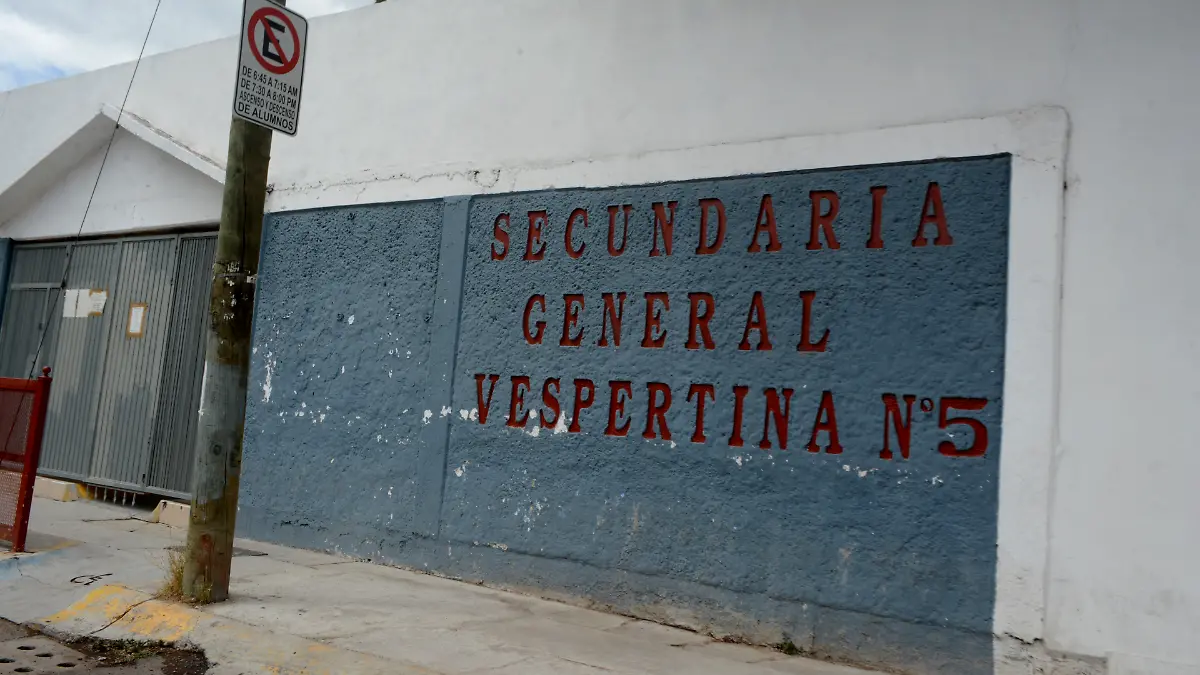 E
DE 6:45 A 7:15 AM
DE 7:30 A 8:00 PM
ASCENSO Y DESCENSO
DE ALUMNOS
SECUNDARIA
GENERAL
VESPERTINA Nº5